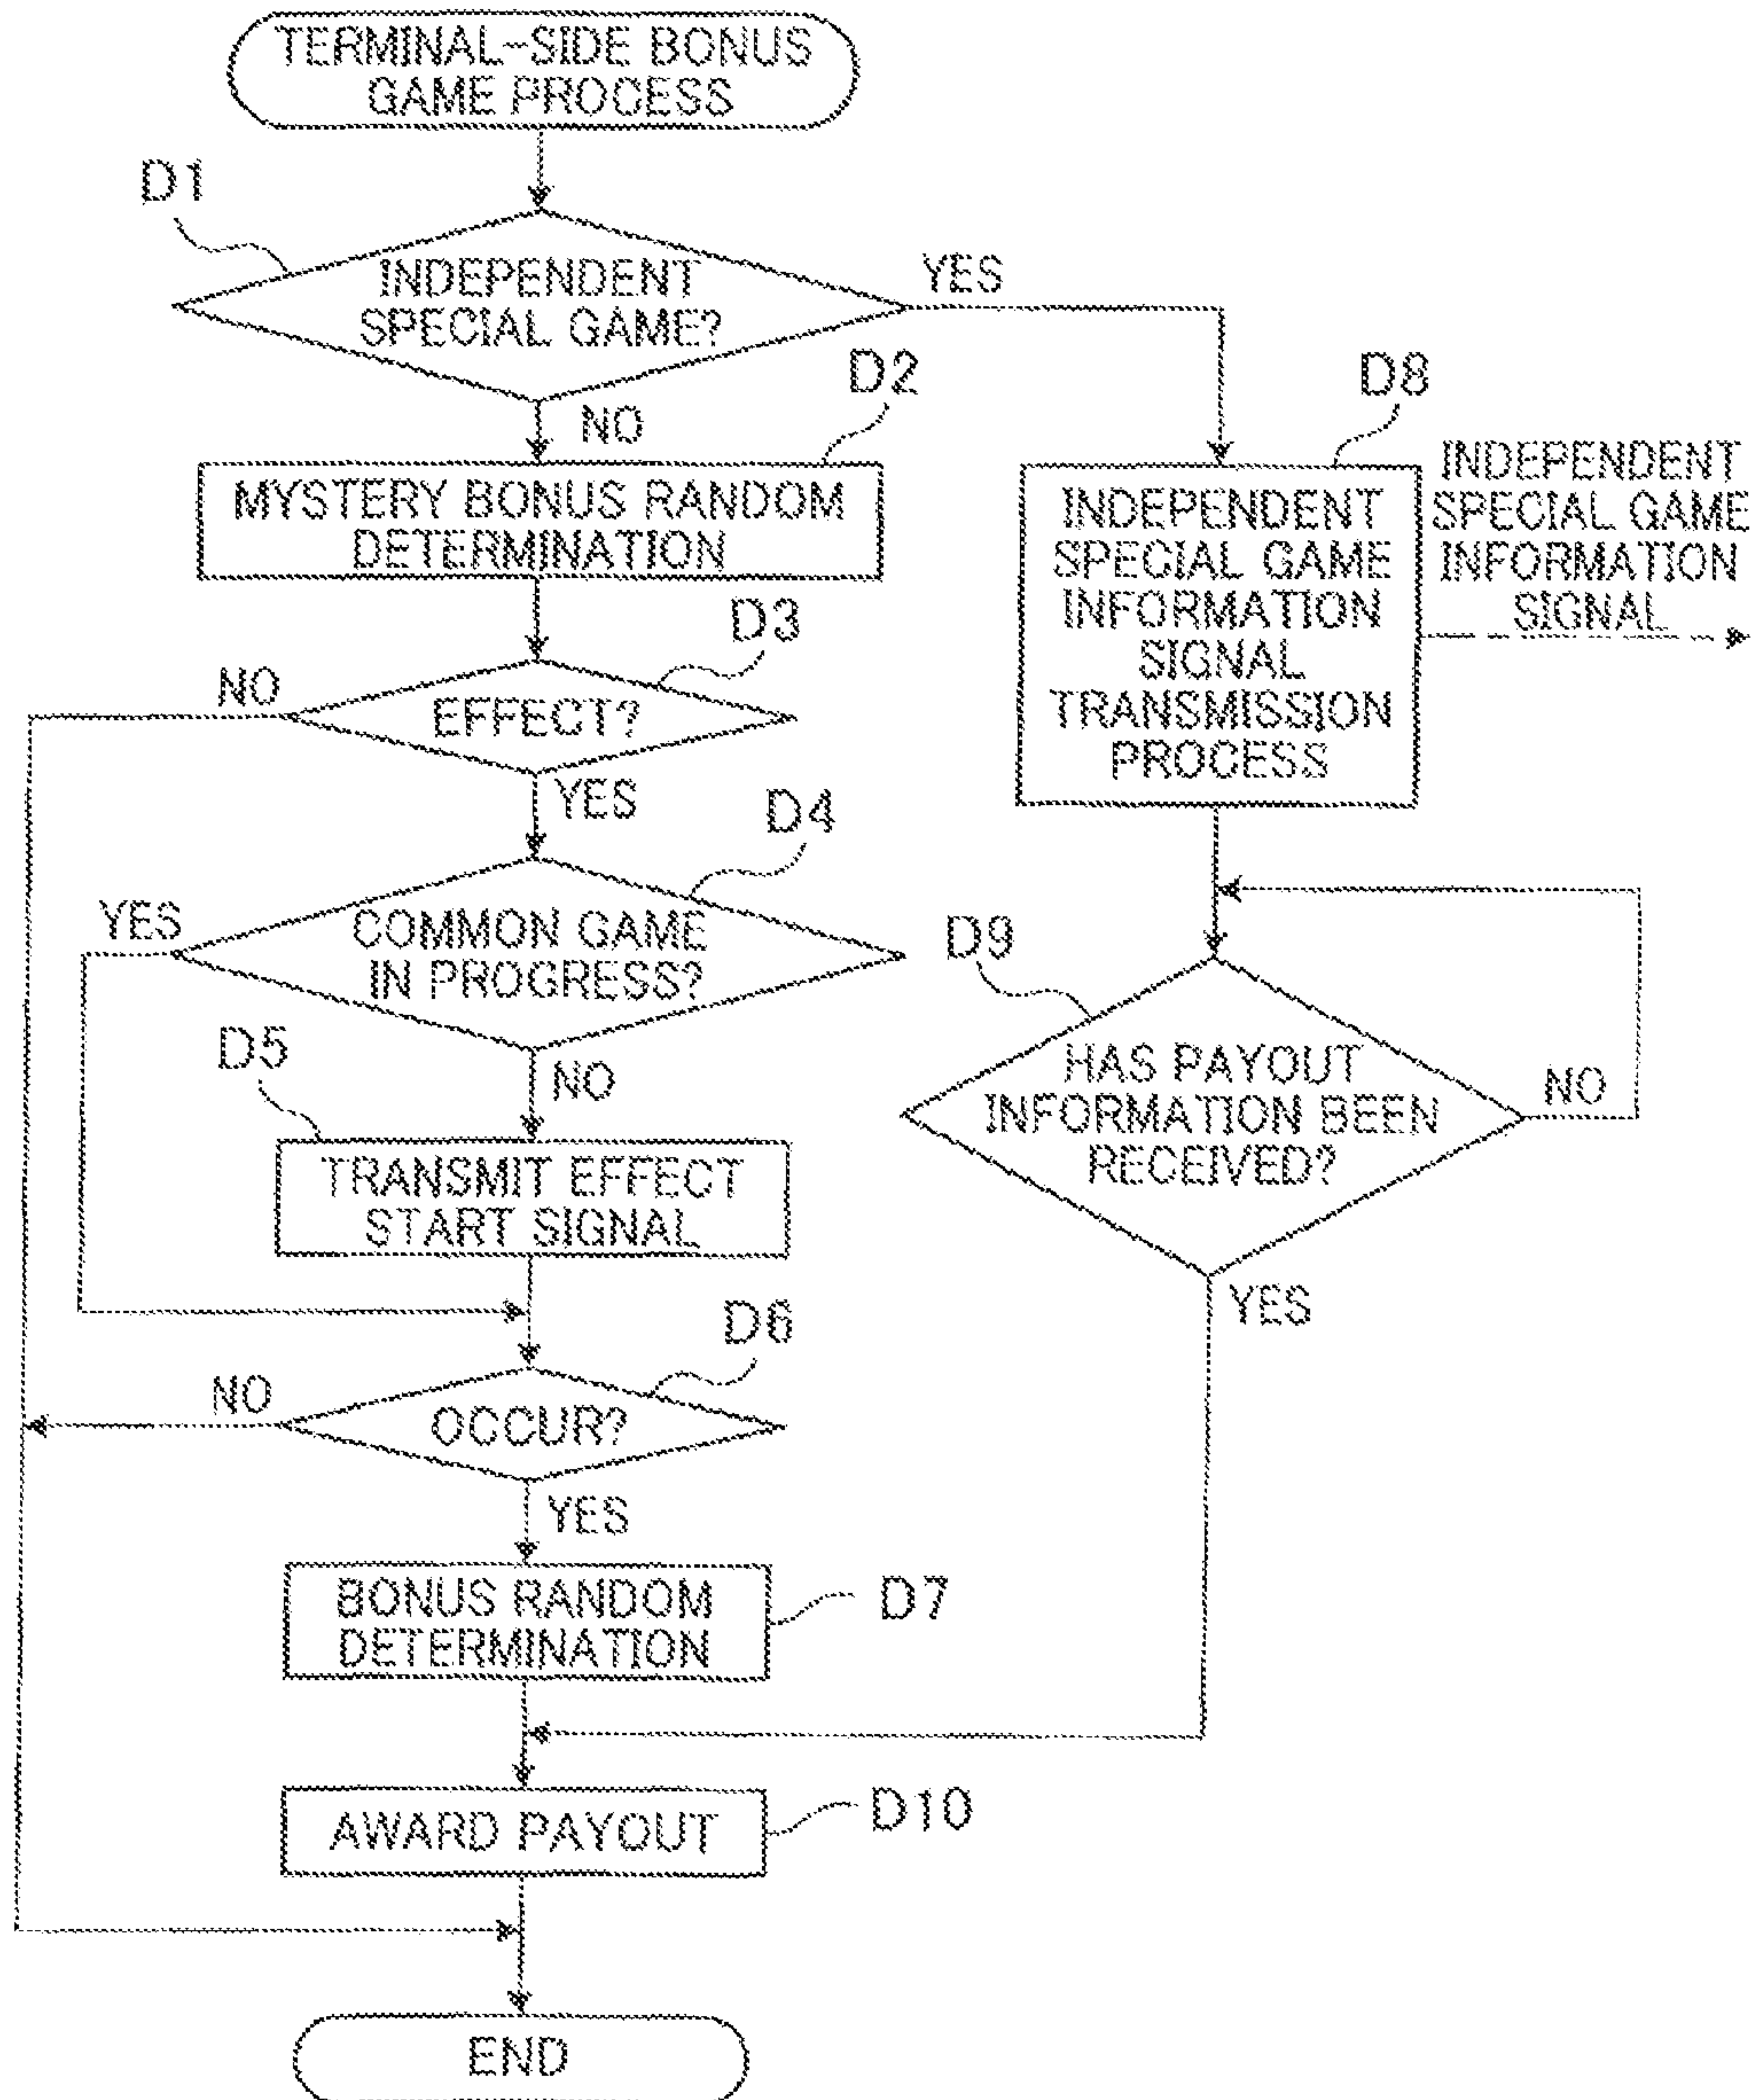 TERMINAL-SIDE BONUS
GAME PROCESS
D1
INDEPENDENT
SPECIAL GAME?
YES
NO
D2
MYSTERY BONUS RANDOM
DETERMINATION
D3
NO
EFFECT?
YES
D4
YES
COMMON GAME
IN PROGRESS?
NO
D5
TRANSMIT EFFECT
START SIGNAL
D6
NO
OCCUR?
YES
BONUS RANDOM
DETERMINATION
D7
AWARD PAYOUT
D10
END
D8
INDEPENDENT
SPECIAL GAME
INFORMATION
SIGNAL
TRANSMISSION
PROCESS
INDEPENDENT
SPECIAL GAME
INFORMATION
SIGNAL
D9
HAS PAYOUT
INFORMATION BEEN
RECEIVED?
NO
YES